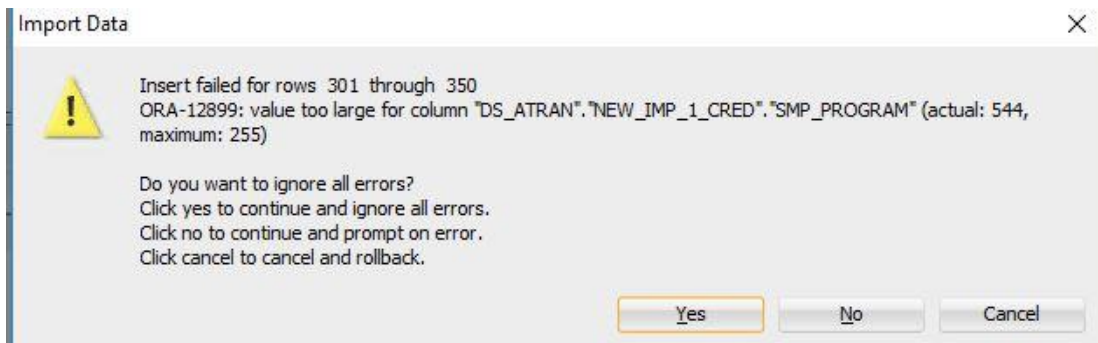 Import Data
Insert failed for rows 301 through 350
ORA-12899: value too large for column "DS_ATRAN"."NEW_IMP_1_CRED"."SMP_PROGRAM" (actual: 544,
maximum: 255)
Do you want to ignore all errors?
Click yes to continue and ignore all errors.
Click no to continue and prompt on error.
Click cancel to cancel and rollback.
Yes No Cancel